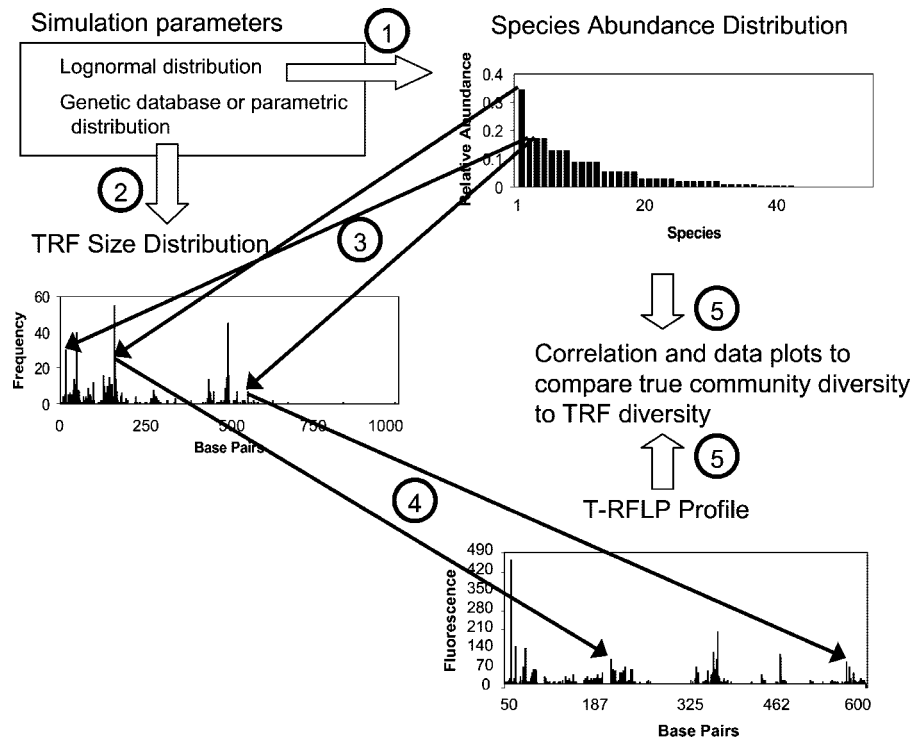 Simulation parameters
1
Species Abundance Distribution
Lognormal distribution
Genetic database or parametric
distribution
Relative Abundance
0.4
0.3
0.2
0.1
0
1 20 40
Species
2
3
TRF Size Distribution
Frequency
60
40
20
0
0 250 500 750 1000
Base Pairs
5
Correlation and data plots to
compare true community diversity
to TRF diversity
5
4
T-RFLP Profile
Fluorescence
490
420
350
280
210
140
70
0
50 187 325 462 600
Base Pairs